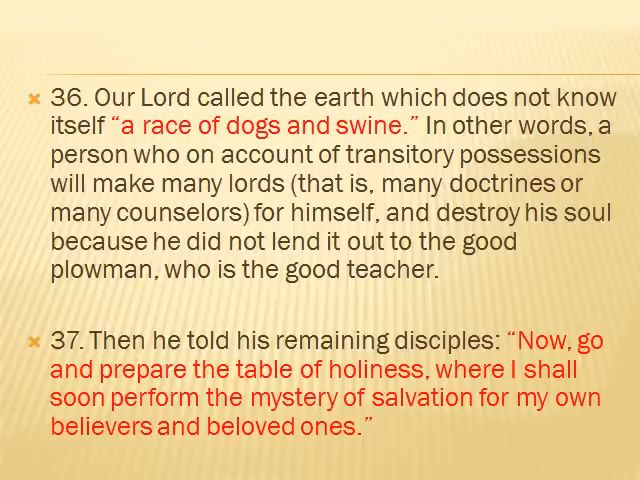 36. Our Lord called the earth which does not know
itself “a race of dogs and swine.” In other words, a
person who on account of transitory possessions
will make many lords (that is, many doctrines or
many counselors) for himself, and destroy his soul
because he did not lend it out to the good
plowman, who is the good teacher.
37. Then he told his remaining disciples: “Now, go
and prepare the table of holiness, where I shall
soon perform the mystery of salvation for my own
believers and beloved ones.”